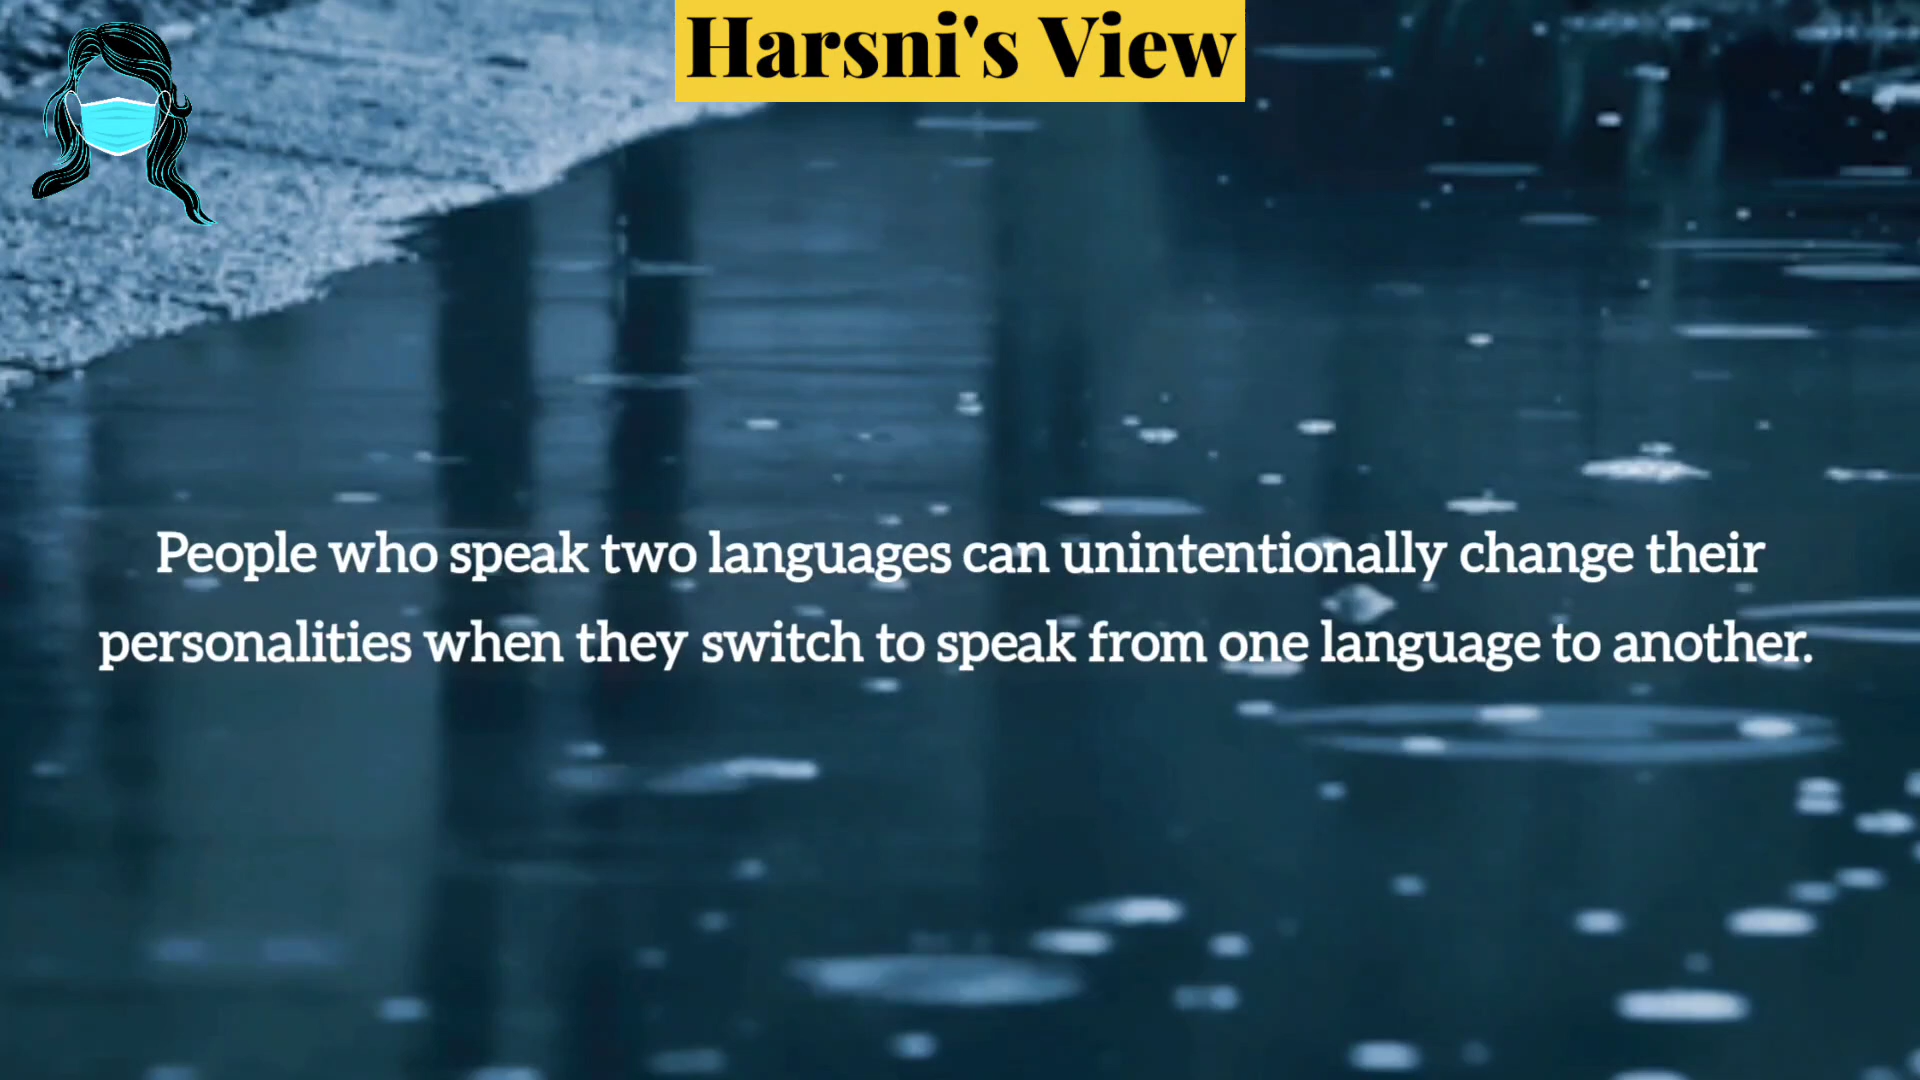 Harsni's View
People who speak two languages can unintentionally change their
personalities when they switch to speak from one language to another.